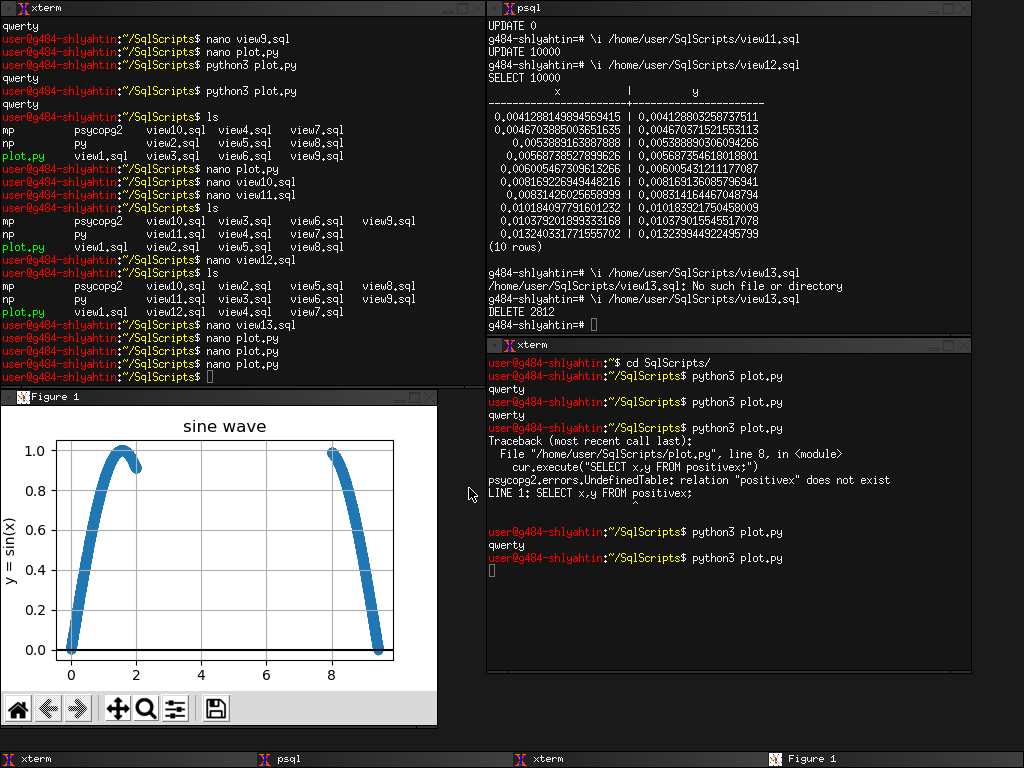 xterm
qwerty
user@g484-shlyahtin:~/SqlScripts$ nano view9.sql
user@g484-shlyahtin:~/SqlScripts$ nano plot.py
user@g484-shlyahtin:~/SqlScripts$ python3 plot.py
qwerty
user@g484-shlyahtin:~/SqlScripts$ python3 plot.py
qwerty
user@g484-shlyahtin:~/SqlScripts$ ls
mp psycopg2 view10.sql view4.sql view7.sql
np py view2.sql view5.sql view8.sql
plot.py view1.sql view3.sql view6.sql view9.sql
user@g484-shlyahtin:~/SqlScripts$ nano plot.py
user@g484-shlyahtin:~/SqlScripts$ nano view10.sql
user@g484-shlyahtin:~/SqlScripts$ nano view11.sql
user@g484-shlyahtin:~/SqlScripts$ ls
mp psycopg2 view10.sql view3.sql view6.sql view9.sql
np py view11.sql view4.sql view7.sql
plot.py view1.sql view2.sql view5.sql view8.sql
user@g484-shlyahtin:~/SqlScripts$ nano view12.sql
user@g484-shlyahtin:~/SqlScripts$ ls
mp psycopg2 view10.sql view2.sql view5.sql view8.sql
np py view11.sql view3.sql view6.sql view9.sql
plot.py view1.sql view12.sql view4.sql view7.sql
user@g484-shlyahtin:~/SqlScripts$ nano view13.sql
user@g484-shlyahtin:~/SqlScripts$ nano plot.py
user@g484-shlyahtin:~/SqlScripts$ nano plot.py
user@g484-shlyahtin:~/SqlScripts$ nano plot.py
user@g484-shlyahtin:~/SqlScripts$
psql
UPDATE 0
g484-shlyahtin=# \i /home/user/SqlScripts/view11.sql
UPDATE 10000
g484-shlyahtin=# \i /home/user/SqlScripts/view12.sql
SELECT 10000
x | y
-----------------------+----------------------
0.0041288149894569415 | 0.004128803258737511
0.0046703885003651635 | 0.004670371521553113
0.0053889163887888 | 0.005388890306094266
0.00568738527899626 | 0.005687354618018801
0.006005467309613266 | 0.006005431211177087
0.008169226949448216 | 0.008169136085796941
0.00831426025658999 | 0.008314164467048794
0.010184097791601232 | 0.010183921750458009
0.010379201899333168 | 0.010379015545517078
0.013240331771555702 | 0.013239944922495799
(10 rows)
g484-shlyahtin=# \i /home/user/SqlScripts/view13.sql
/home/user/SqlScripts/view13.sql: No such file or directory
g484-shlyahtin=# \i /home/user/SqlScripts/view13.sql
DELETE 2812
g484-shlyahtin=#
xterm
user@g484-shlyahtin:~$ cd SqlScripts/
user@g484-shlyahtin:~/SqlScripts$ python3 plot.py
qwerty
user@g484-shlyahtin:~/SqlScripts$ python3 plot.py
qwerty
user@g484-shlyahtin:~/SqlScripts$ python3 plot.py
Traceback (most recent call last):
File "/home/user/SqlScripts/plot.py", line 8, in <module>
cur.execute("SELECT x,y FROM positivex;")
psycopg2.errors.UndefinedTable: relation "positivex" does not exist
LINE 1: SELECT x,y FROM positivex;
^
user@g484-shlyahtin:~/SqlScripts$ python3 plot.py
qwerty
user@g484-shlyahtin:~/SqlScripts$ python3 plot.py
Figure 1
sine wave
y = sin(x)
1.0
0.8
0.6
0.4
0.2
0.0
0 2 4 6 8
xterm psql xterm Figure 1